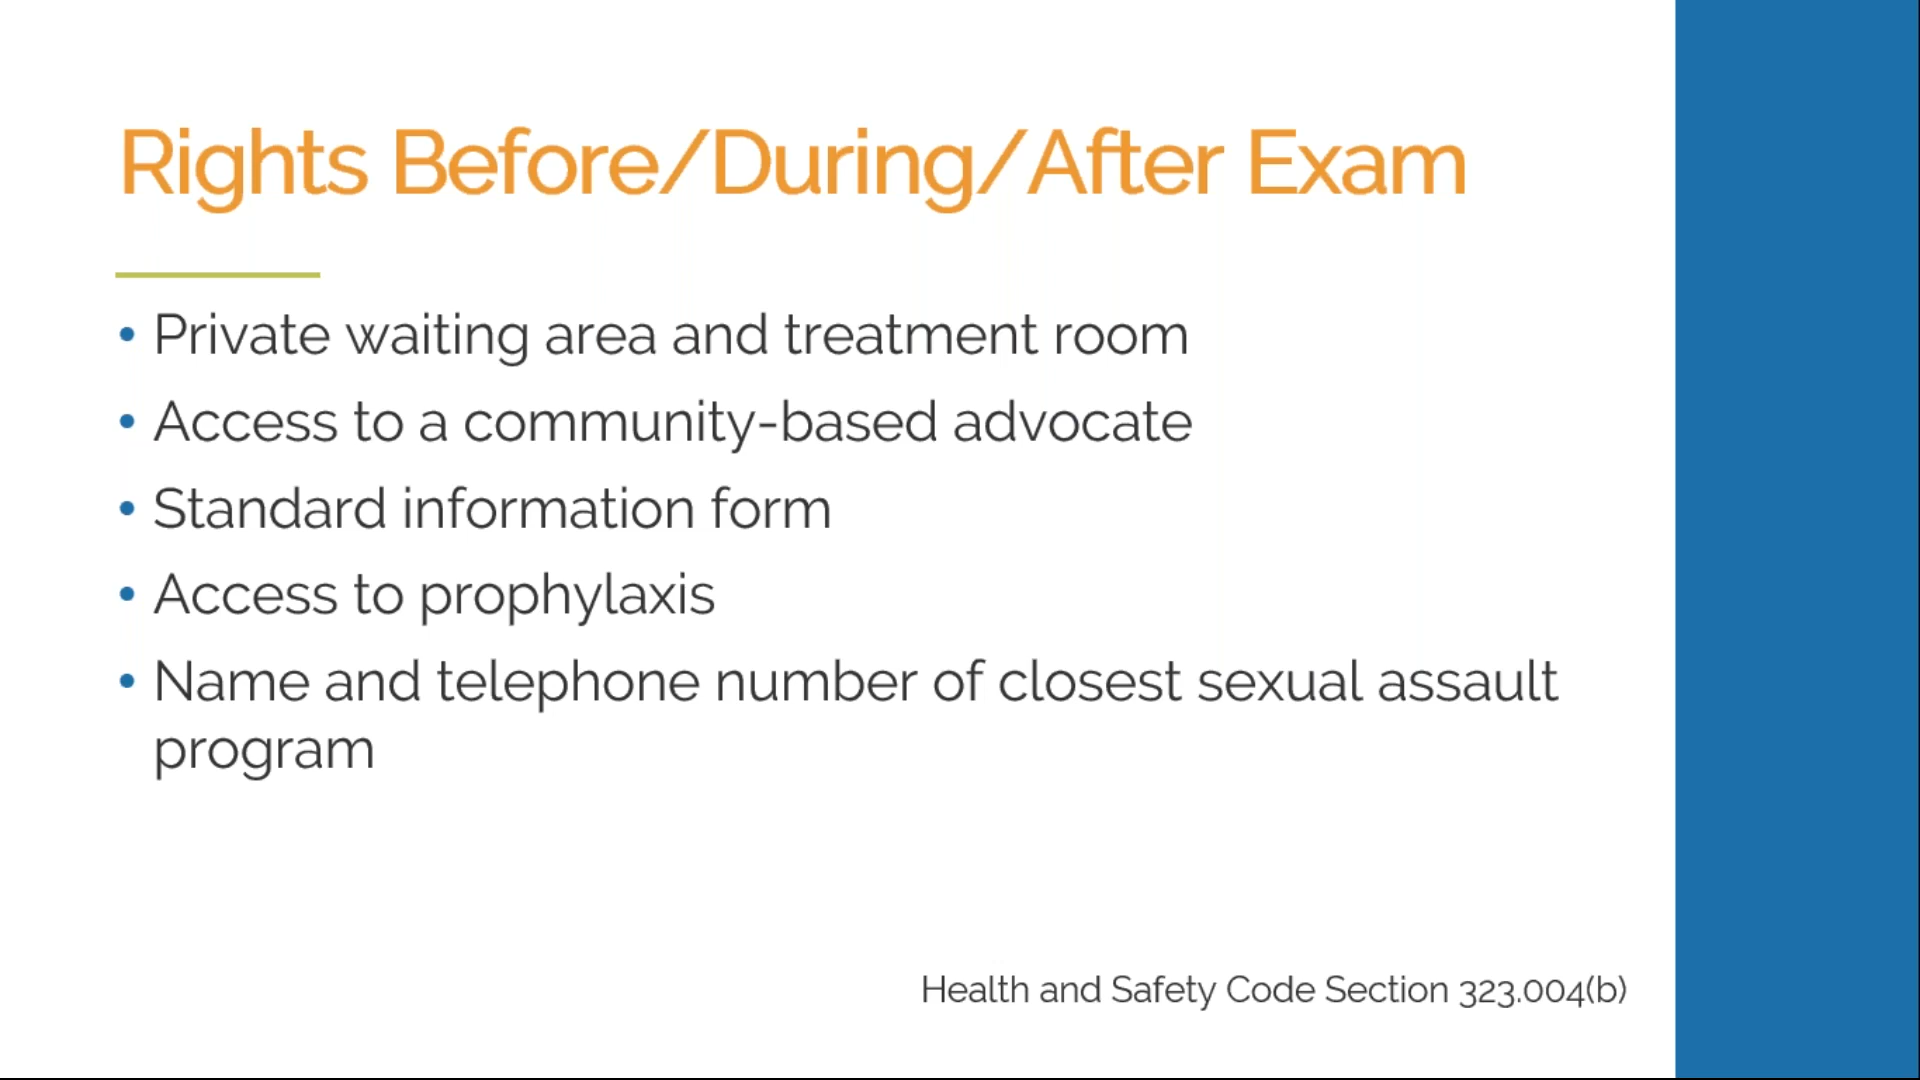 Rights Before/During/After Exam
• Private waiting area and treatment room
• Access to a community-based advocate
• Standard information form
• Access to prophylaxis
• Name and telephone number of closest sexual assault
program
Health and Safety Code Section 323.004(b)